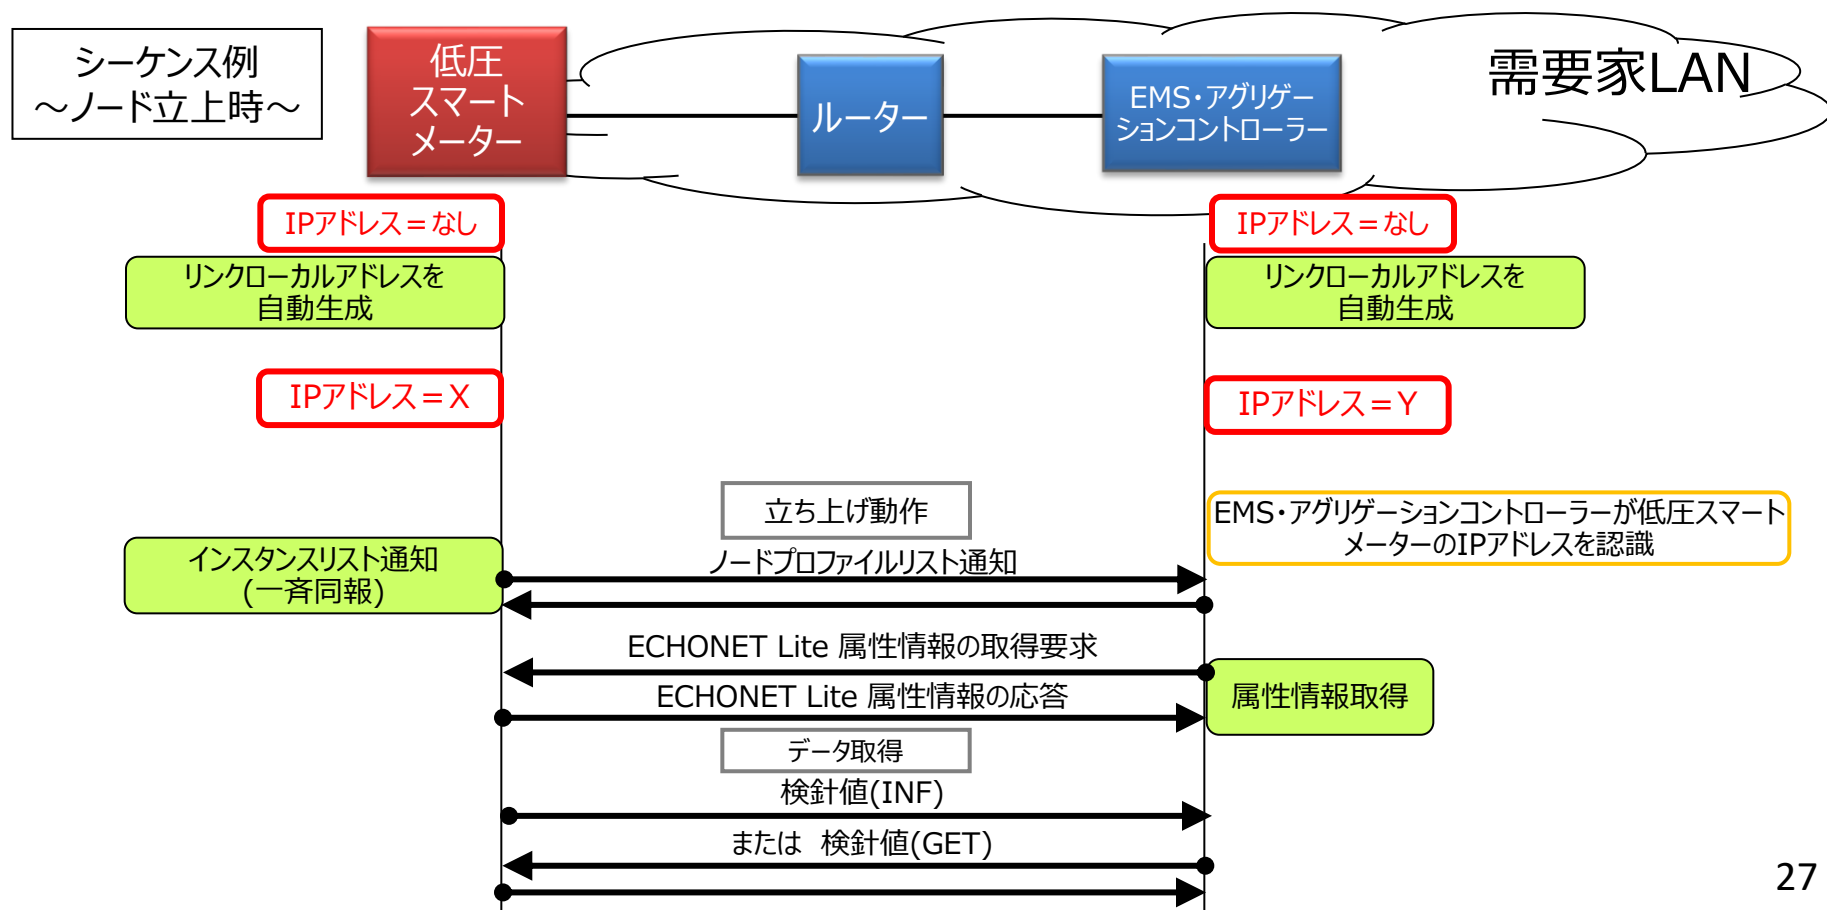 シーケンス例
～ノード立上時～
低圧
スマート
メーター
ルーター
EMS・アグリゲー
ションコントローラー
需要家LAN
IPアドレス＝なし
IPアドレス＝なし
リンクローカルアドレスを
自動生成
リンクローカルアドレスを
自動生成
IPアドレス＝X
IPアドレス＝Y
立ち上げ動作
EMS・アグリゲーションコントローラーが低圧スマート
メーターのIPアドレスを認識
インスタンスリスト通知
(一斉同報)
ノードプロファイルリスト通知
ECHONET Lite 属性情報の取得要求
ECHONET Lite 属性情報の応答
属性情報取得
データ取得
検針値(INF)
または 検針値(GET)
27